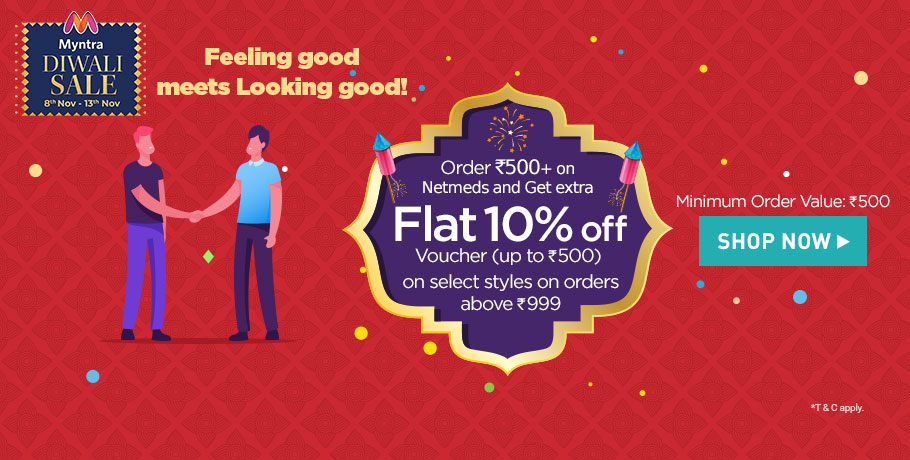 Myntra
DIWALI
SALE
8th Nov - 13th Nov
Feeling good
meets Looking good!
Order ₹500+ on
Netmeds and Get extra
Flat 10% off
Voucher (up to ₹500)
on select styles on orders
above ₹999
Minimum Order Value: ₹500
SHOP NOW
*T & C apply.